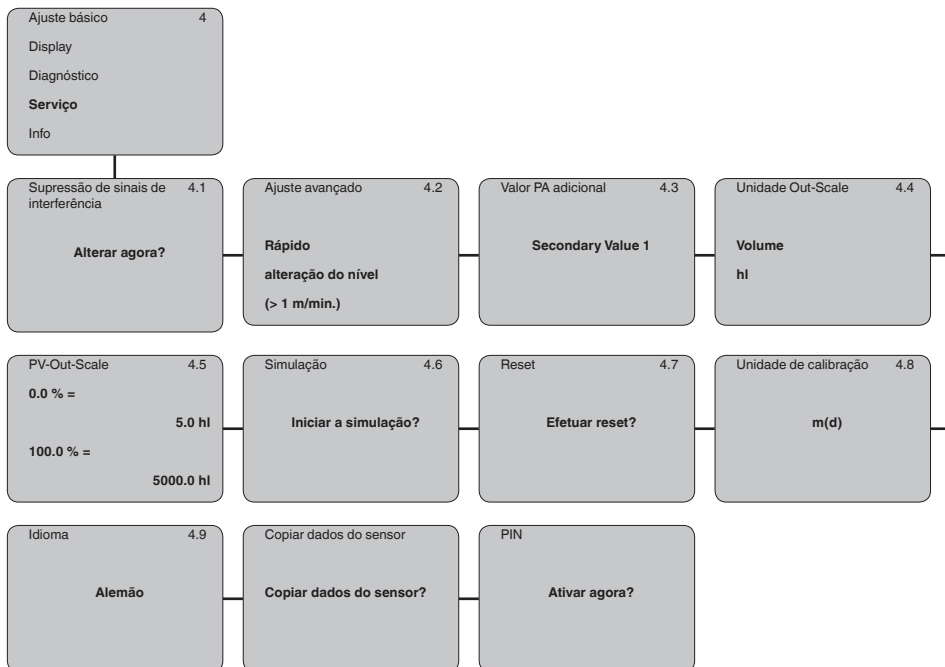 Ajuste básico 4
Display
Diagnóstico
Serviço
Info
Supressão de sinais de 4.1
interferência
Alterar agora?
Ajuste avançado 4.2
Rápido
alteração do nível
(> 1 m/min.)
Valor PA adicional 4.3
Secondary Value 1
Unidade Out-Scale 4.4
Volume
hl
PV-Out-Scale 4.5
0.0 % =
5.0 hl
100.0 % =
5000.0 hl
Simulação 4.6
Iniciar a simulação?
Reset 4.7
Efetuar reset?
Unidade de calibração 4.8
m(d)
Idioma 4.9
Alemão
Copiar dados do sensor
Copiar dados do sensor?
PIN
Ativar agora?